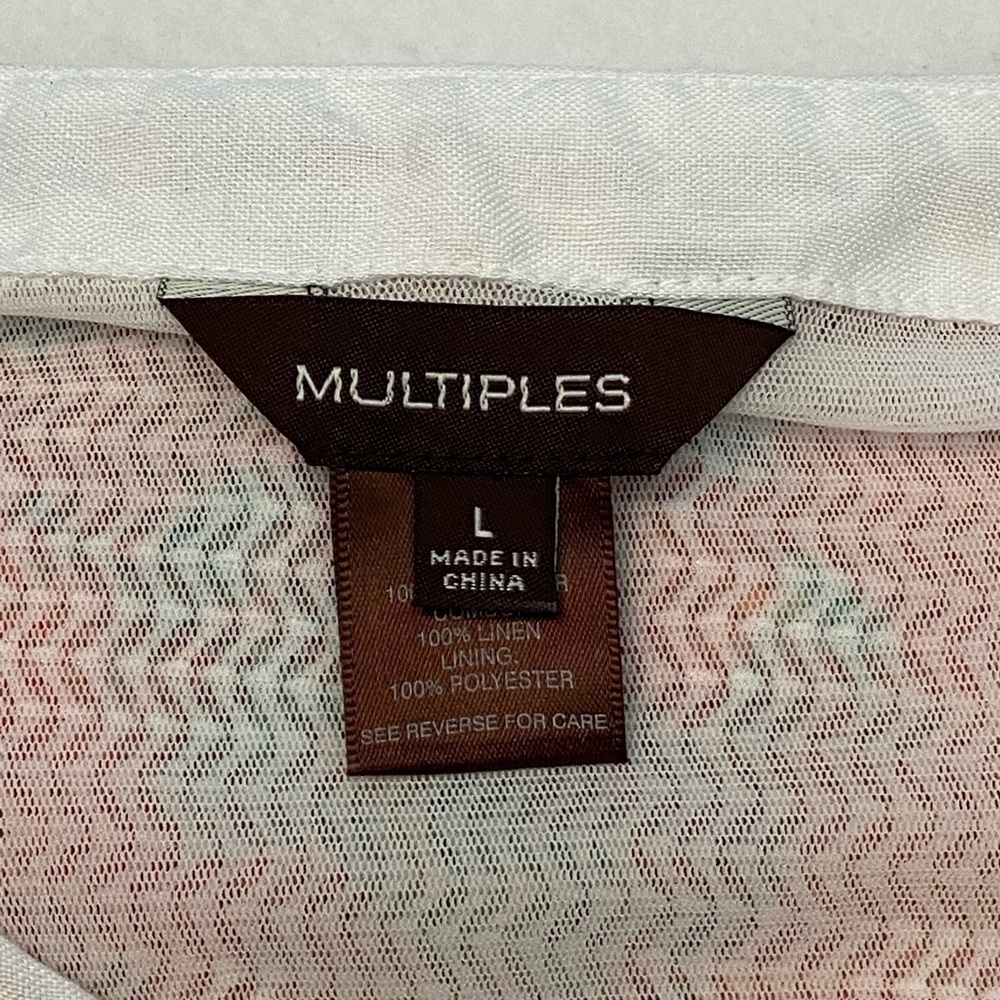 MULTIPLES
L
MADE IN
CHINA
100% LINEN
LINING.
100% POLYESTER
SEE REVERSE FOR CARE